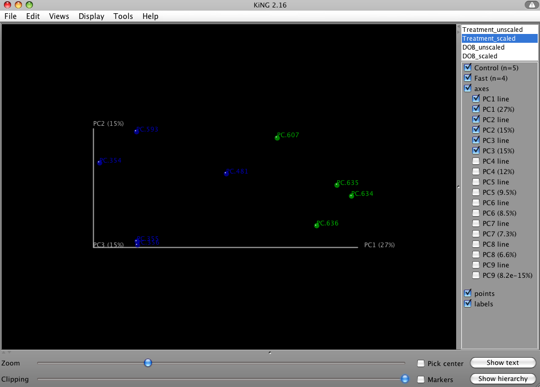 KiNG 2.16
File Edit Views Display Tools Help
Treatment_unscaled
Treatment_scaled
DOB_unscaled
DOB_scaled
Control (n=5)
Fast (n=4)
axes
PC1 line
PC1 (27%)
PC2 line
PC2 (15%)
PC3 line
PC3 (15%)
PC4 line
PC4 (12%)
PC5 line
PC5 (9.5%)
PC6 line
PC6 (8.5%)
PC7 line
PC7 (7.3%)
PC8 line
PC8 (6.6%)
PC9 line
PC9 (8.2e-15%)
points
labels
PC2 (15%)
PC.607
PC.635
PC.634
PC.636
PC3 (15%)
PC1 (27%)
Zoom
Pick center
Show text
Clipping
Markers
Show hierarchy